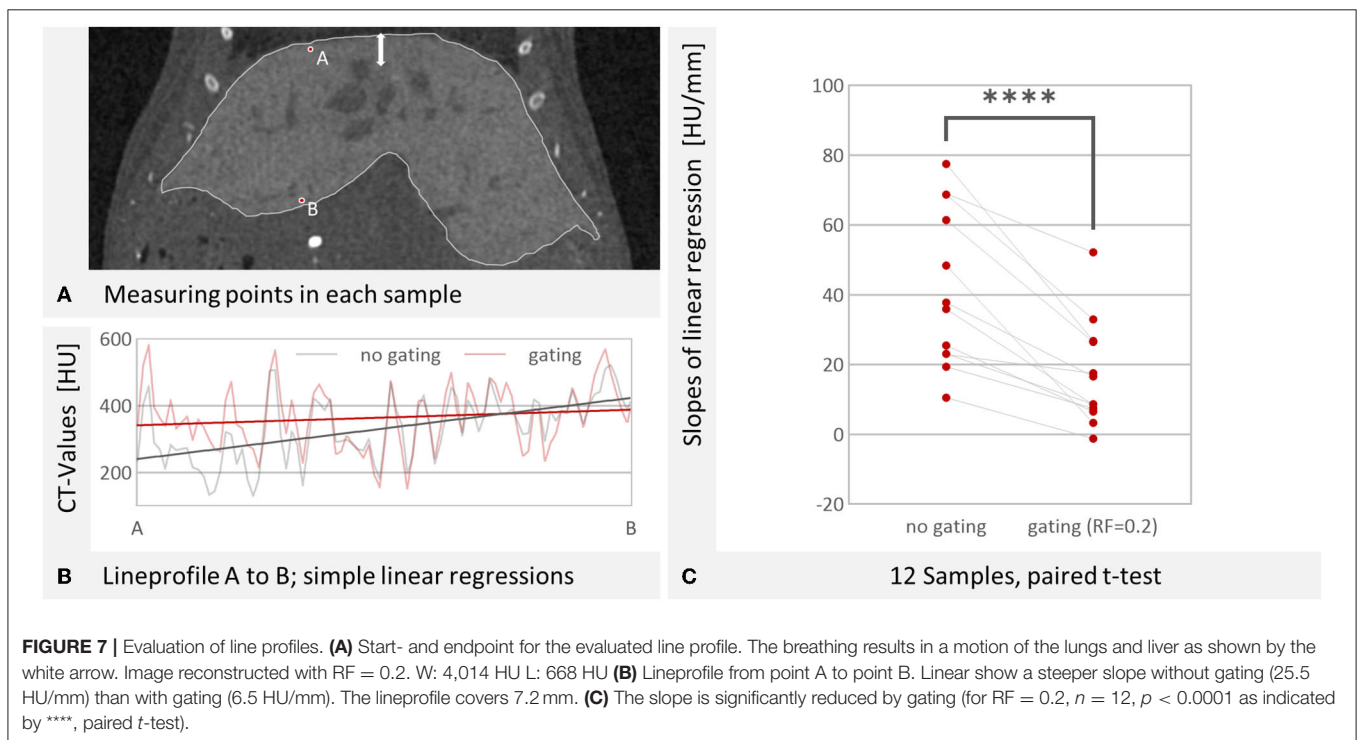 A
B
A Measuring points in each sample
CT-Values [HU]
600
400
200
no gating
gating
A
B
B Lineprofile A to B; simple linear regressions
Slopes of linear regression [HU/mm]
100
80
60
40
20
0
-20
****
no gating
gating (RF=0.2)
C 12 Samples, paired t-test
FIGURE 7 | Evaluation of line profiles. (A) Start- and endpoint for the evaluated line profile. The breathing results in a motion of the lungs and liver as shown by the
white arrow. Image reconstructed with RF = 0.2. W: 4,014 HU L: 668 HU (B) Lineprofile from point A to point B. Linear show a steeper slope without gating (25.5
HU/mm) than with gating (6.5 HU/mm). The lineprofile covers 7.2 mm. (C) The slope is significantly reduced by gating (for RF = 0.2, n = 12, p < 0.0001 as indicated
by ****, paired t-test).